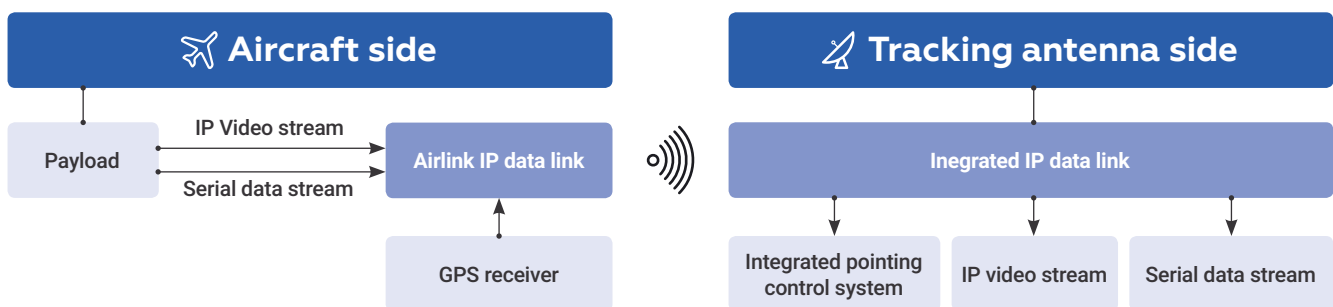 Aircraft side
Payload
IP Video stream
Serial data stream
Airlink IP data link
GPS receiver
Tracking antenna side
Inegrated IP data link
Integrated pointing
control system
IP video stream
Serial data stream